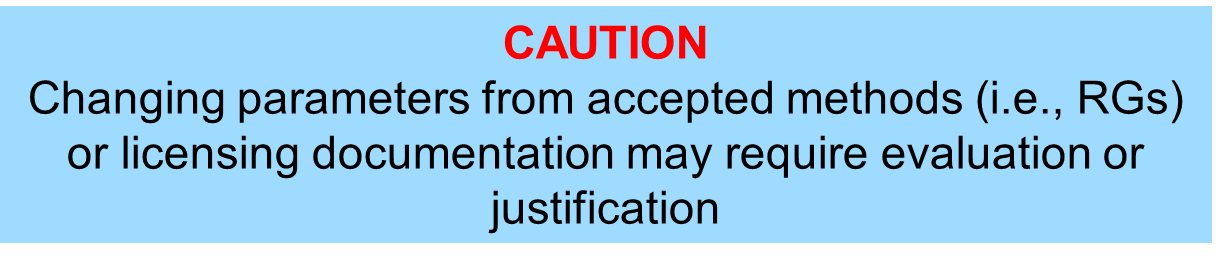 CAUTION
Changing parameters from accepted methods (i.e., RGs)
or licensing documentation may require evaluation or
justification